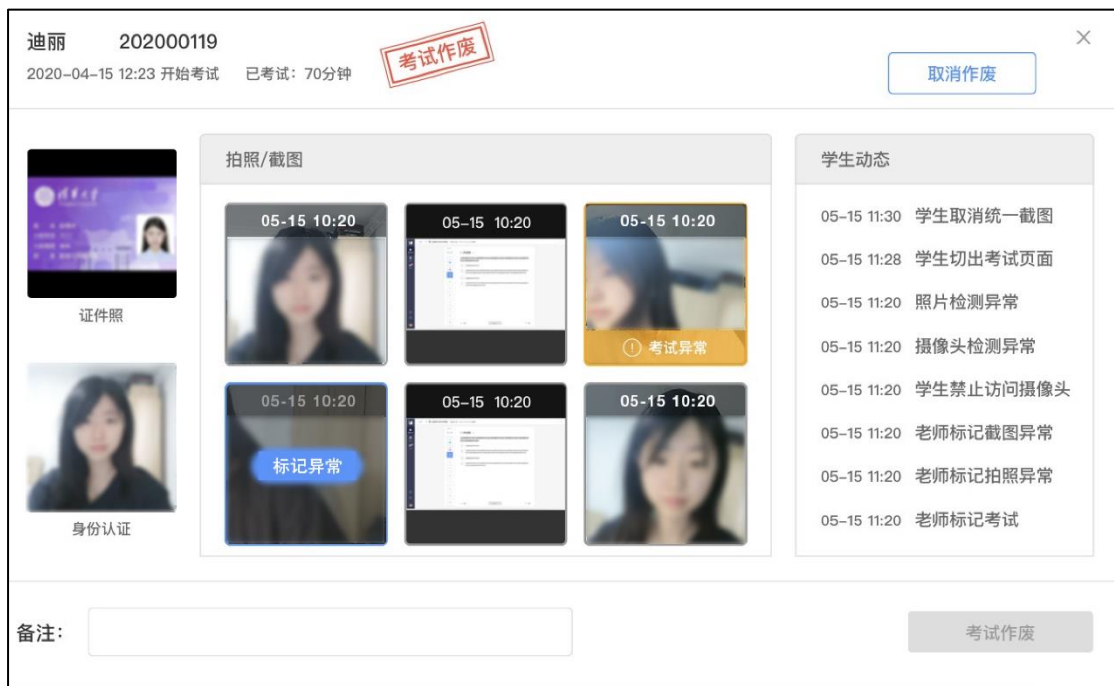 迪丽 202000119
2020-04-15 12:23 开始考试 已考试：70分钟
考试作废
取消作废
证件照
身份认证
拍照/截图
05-15 10:20
05-15 10:20
05-15 10:20
考试异常
05-15 10:20
标记异常
05-15 10:20
05-15 10:20
学生动态
05-15 11:30 学生取消统一截图
05-15 11:28 学生切出考试页面
05-15 11:20 照片检测异常
05-15 11:20 摄像头检测异常
05-15 11:20 学生禁止访问摄像头
05-15 11:20 老师标记截图异常
05-15 11:20 老师标记拍照异常
05-15 11:20 老师标记考试
备注：
考试作废